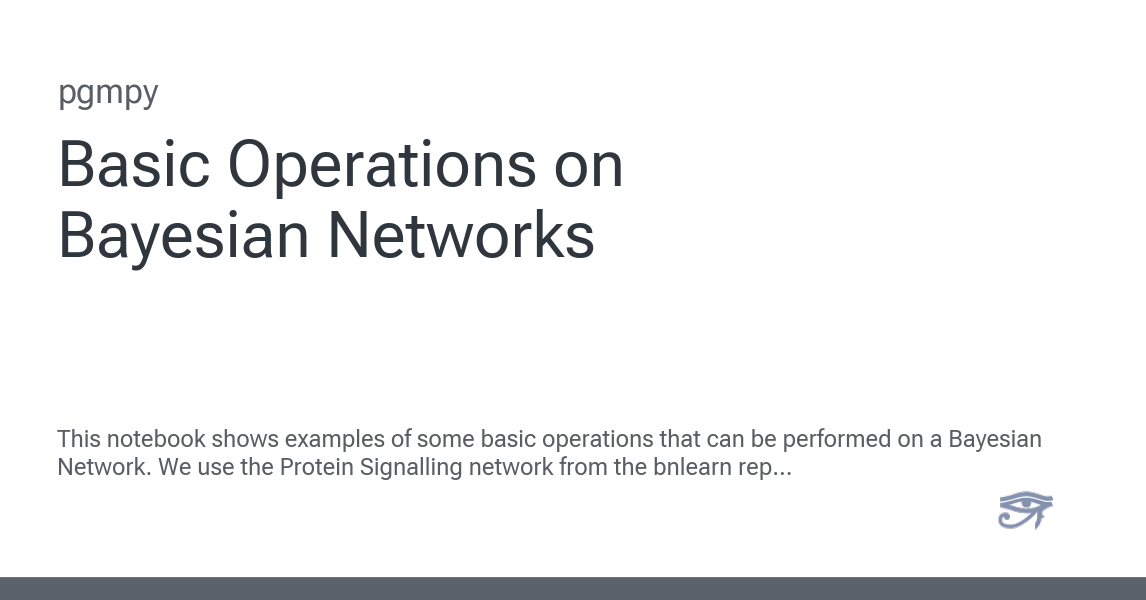 pgmpy
Basic Operations on
Bayesian Networks
This notebook shows examples of some basic operations that can be performed on a Bayesian
Network. We use the Protein Signalling network from the bnlearn rep...